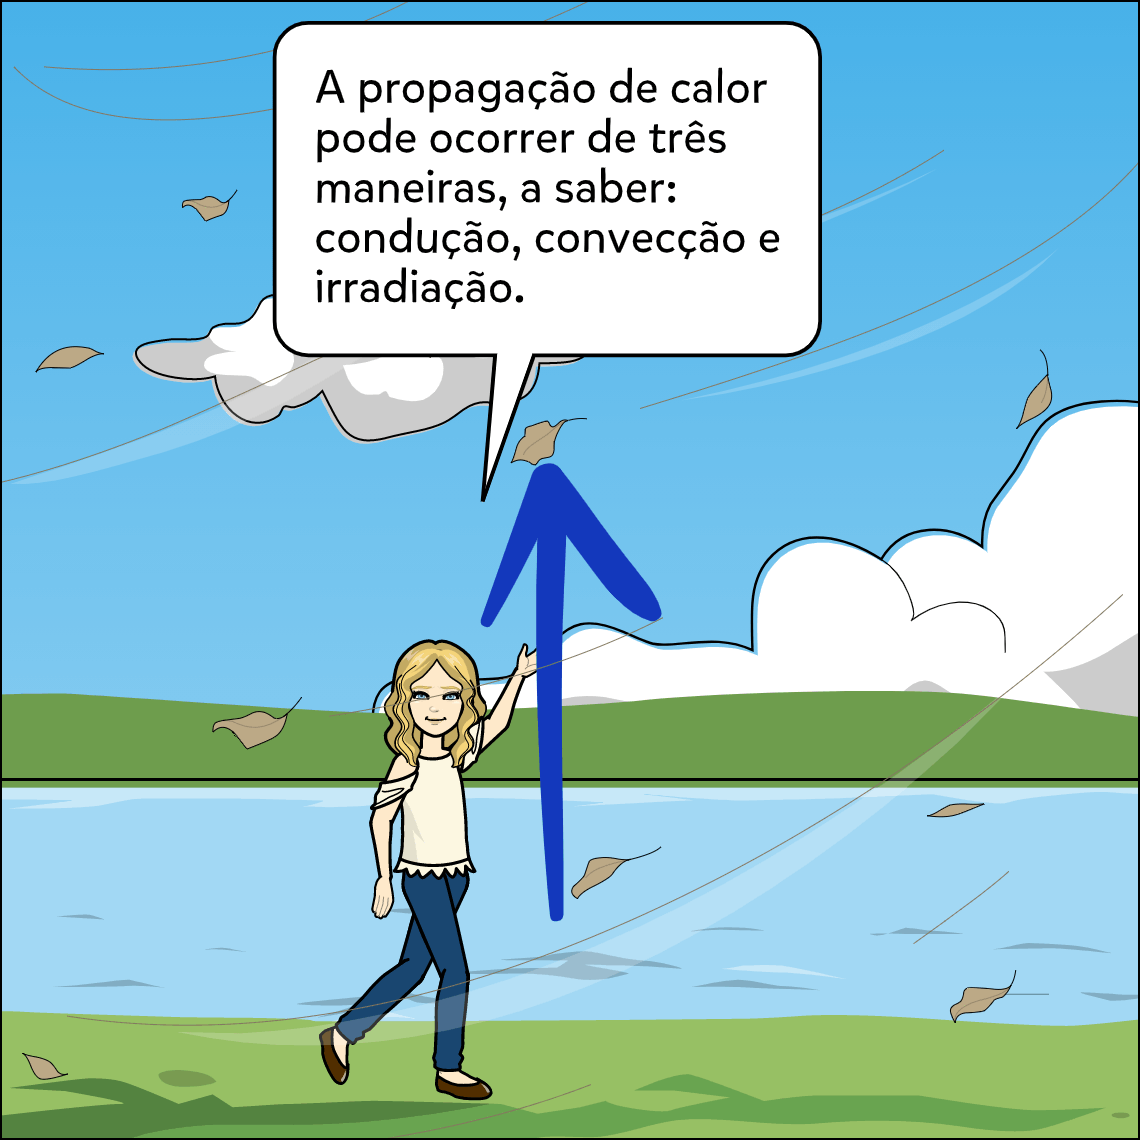 A propagação de calor
pode ocorrer de três
maneiras, a saber:
condução, convecção e
irradiação.